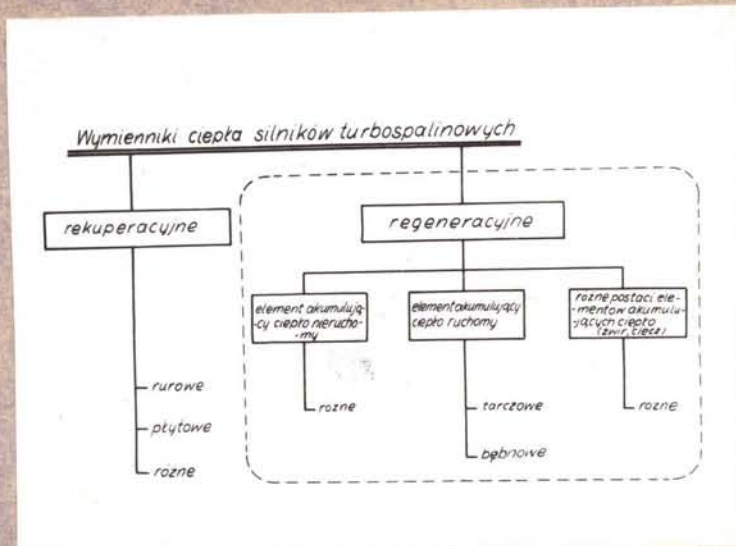 Wymienniki ciepła silników turbospalinowych
rekuperacyjne
regeneracyjne
element akumulują-
-cy ciepło nierucho-
-my
element akumulujący
ciepło ruchomy
rozne postaci ele-
-mentów akumulu-
-jących ciepło
(żwir, ciecz)
rurowe
płytowe
rózne
rozne
tarczowe
bębnowe
rozne